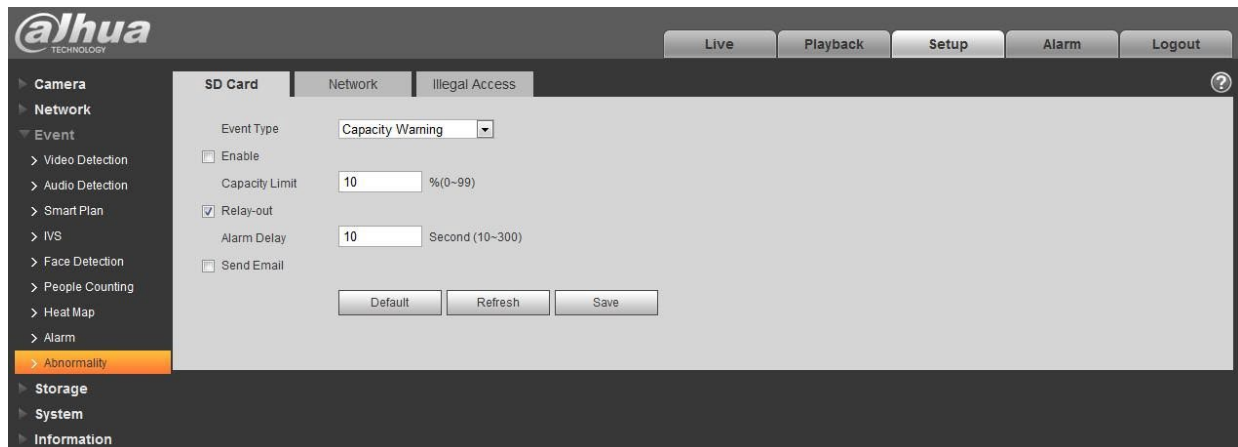 alhua
TECHNOLOGY
Live Playback Setup Alarm Logout
Camera
Network
Event
> Video Detection
> Audio Detection
> Smart Plan
> IVS
> Face Detection
> People Counting
> Heat Map
> Alarm
> Abnormality
Storage
System
Information
SD Card Network Illegal Access
?
Event Type Capacity Warning
Enable
Capacity Limit 10 %(0~99)
Relay-out
Alarm Delay 10 Second (10~300)
Send Email
Default Refresh Save